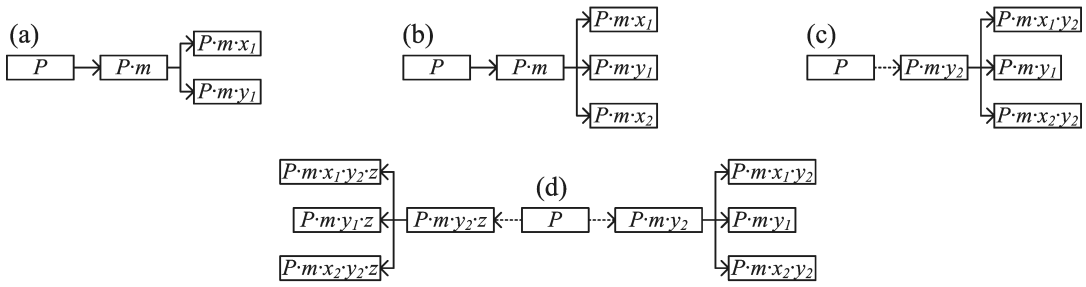 (a)
P
P·m
P·m·x₁
P·m·y₁
(b)
P
P·m
P·m·x₁
P·m·y₁
P·m·x₂
(c)
P
P·m·y₂
P·m·x₁·y₂
P·m·y₁
P·m·x₂·y₂
(d)
P·m·x₁·y₂·z
P·m·y₁·z
P·m·x₂·y₂·z
P·m·y₂·z
P
P·m·y₂
P·m·x₁·y₂
P·m·y₁
P·m·x₂·y₂